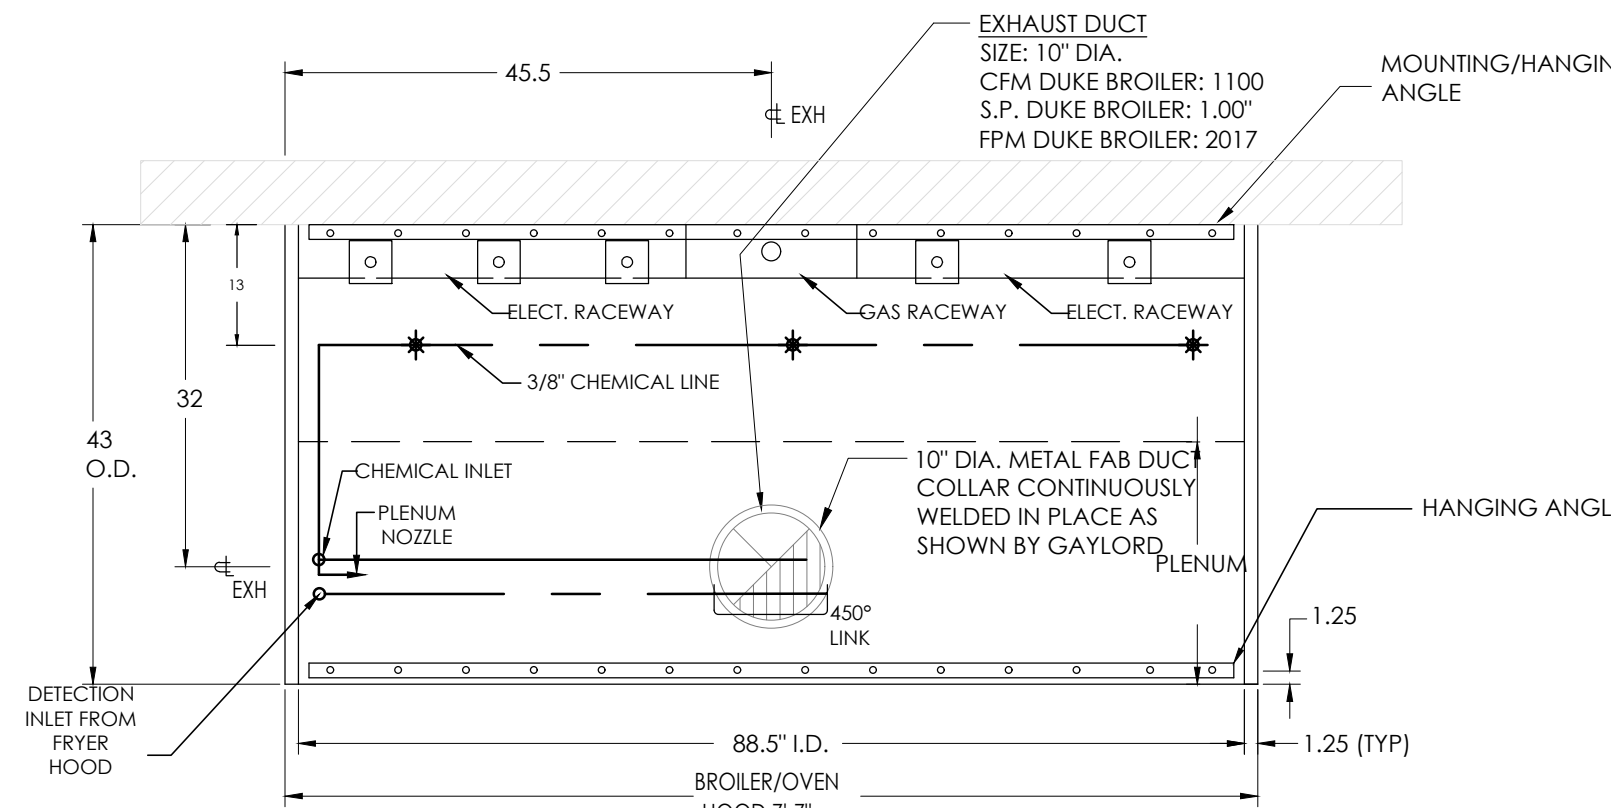 EXHAUST DUCT
SIZE: 10" DIA.
CFM DUKE BROILER: 1100
S.P. DUKE BROILER: 1.00"
FPM DUKE BROILER: 2017
MOUNTING/HANGIN
ANGLE
45.5
℄ EXH
13
ELECT. RACEWAY
GAS RACEWAY
ELECT. RACEWAY
3/8" CHEMICAL LINE
32
43
O.D.
CHEMICAL INLET
PLENUM
NOZZLE
10" DIA. METAL FAB DUCT
COLLAR CONTINUOUSLY
WELDED IN PLACE AS
SHOWN BY GAYLORD
PLENUM
HANGING ANGL
℄
EXH
450°
LINK
1.25
DETECTION
INLET FROM
FRYER
HOOD
88.5" I.D.
1.25 (TYP)
BROILER/OVEN
HOOD 7'-7"